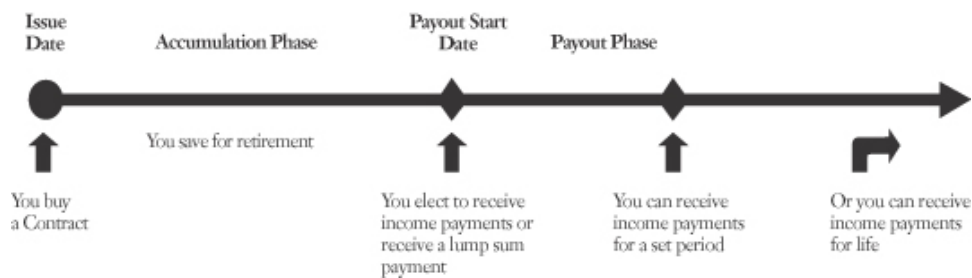 Issue
Date
Accumulation Phase
Payout Start
Date
Payout Phase
You save for retirement
You buy
a Contract
You elect to receive
income payments or
receive a lump sum
payment
You can receive
income payments
for a set period
Or you can receive
income payments
for life